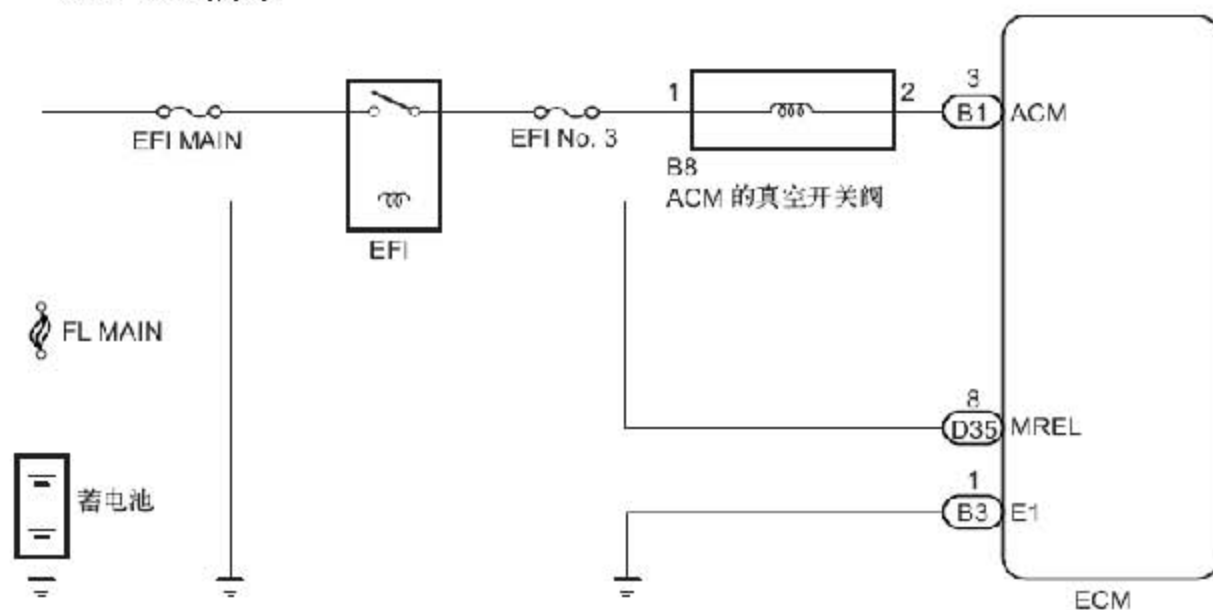 3
1
2
B1
ACM
EFI MAIN
EFI No. 3
B8
ACM 的真空开关阀
EFI
FL MAIN
8
D35
MREL
蓄电池
1
B3
E1
ECM